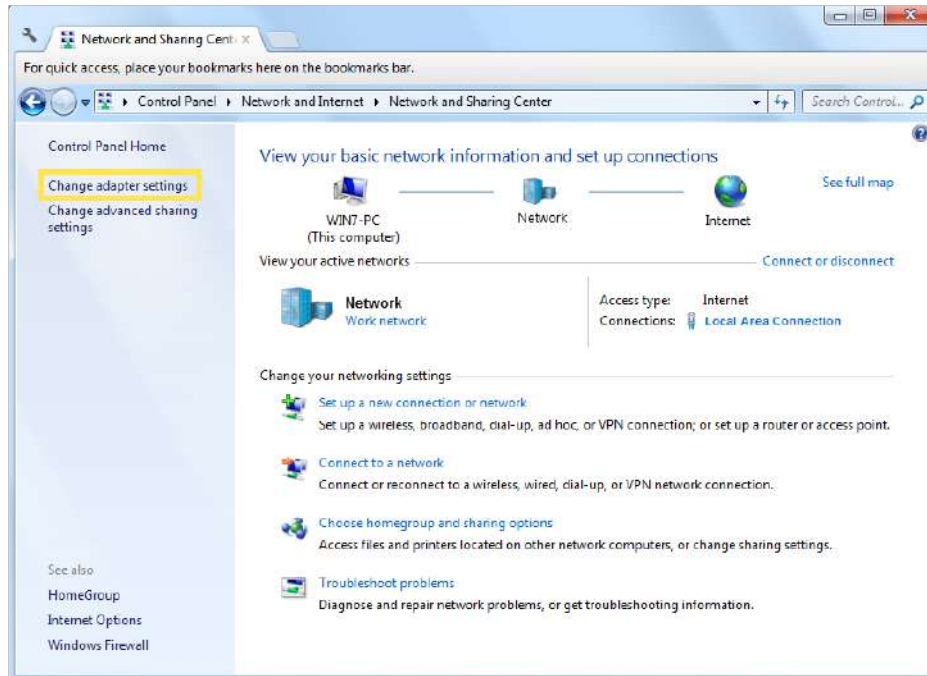 Network and Sharing Cent
For quick access, place your bookmarks here on the bookmarks bar.
Control Panel Network and Internet Network and Sharing Center
Search Control...
Control Panel Home
Change adapter settings
Change advanced sharing
settings
View your basic network information and set up connections
See full map
WIN7-PC
(This computer)
Network
Internet
View your active networks
Connect or disconnect
Network
Work network
Access type: Internet
Connections: Local Area Connection
Change your networking settings
Set up a new connection or network
Set up a wireless, broadband, dial-up, ad hoc, or VPN connection; or set up a router or access point.
Connect to a network
Connect or reconnect to a wireless, wired, dial-up, or VPN network connection.
Choose homegroup and sharing options
Access files and printers located on other network computers, or change sharing settings.
Troubleshoot problems
Diagnose and repair network problems, or get troubleshooting information.
See also
HomeGroup
Internet Options
Windows Firewall